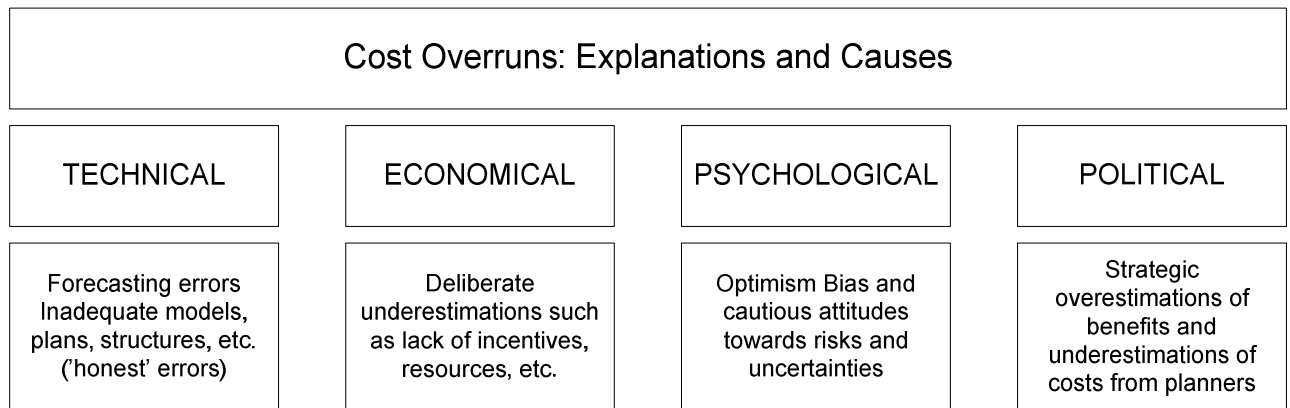 Cost Overruns: Explanations and Causes
TECHNICAL
ECONOMICAL
PSYCHOLOGICAL
POLITICAL
Forecasting errors
Inadequate models,
plans, structures, etc.
('honest' errors)
Deliberate
underestimations such
as lack of incentives,
resources, etc.
Optimism Bias and
cautious attitudes
towards risks and
uncertainties
Strategic
overestimations of
benefits and
underestimations of
costs from planners